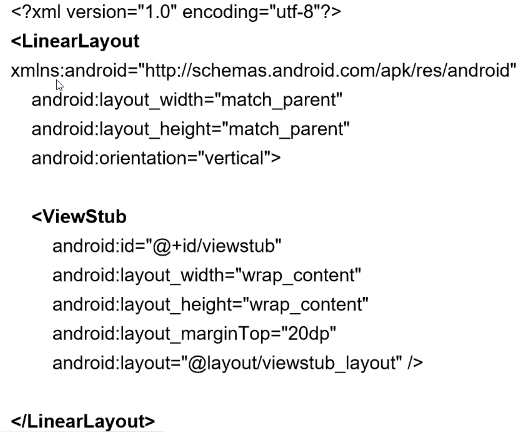 <?xml version="1.0" encoding="utf-8"?>
<LinearLayout
xmlns:android="http://schemas.android.com/apk/res/android"
android:layout_width="match_parent"
android:layout_height="match_parent"
android:orientation="vertical">
<ViewStub
android:id="@+id/viewstub"
android:layout_width="wrap_content"
android:layout_height="wrap_content"
android:layout_marginTop="20dp"
android:layout="@layout/viewstub_layout" />
</LinearLayout>